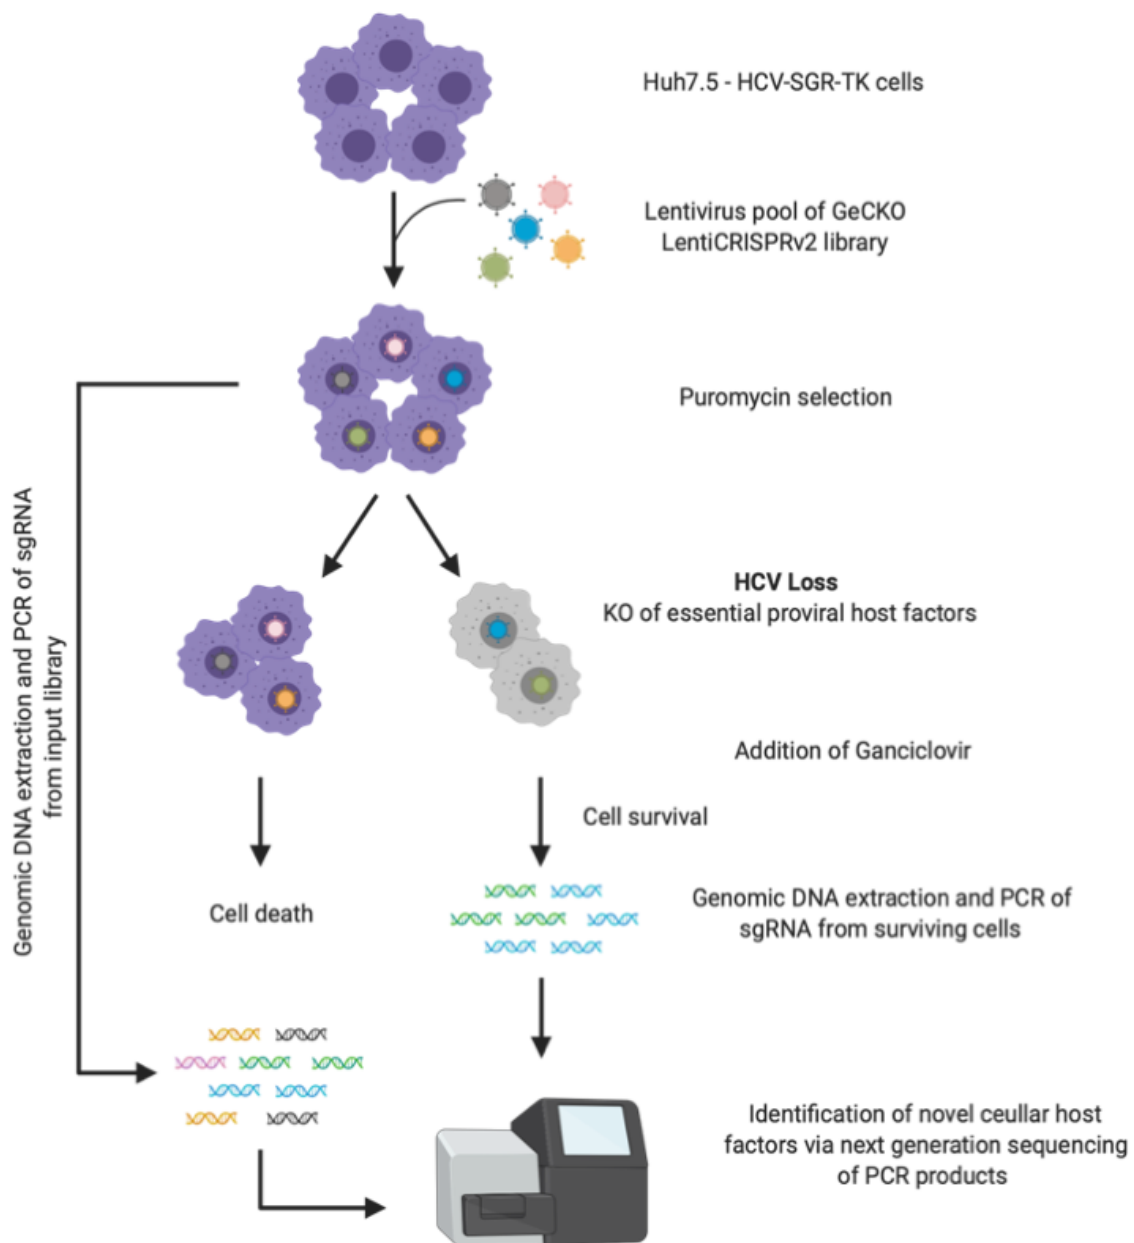 Huh7.5 - HCV-SGR-TK cells
Lentivirus pool of GeCKO
LentiCRISPRv2 library
Puromycin selection
Genomic DNA extraction and PCR of sgRNA
from input library
HCV Loss
KO of essential proviral host factors
Addition of Ganciclovir
Cell survival
Cell death
Genomic DNA extraction and PCR of
sgRNA from surviving cells
Identification of novel ceullar host
factors via next generation sequencing
of PCR products